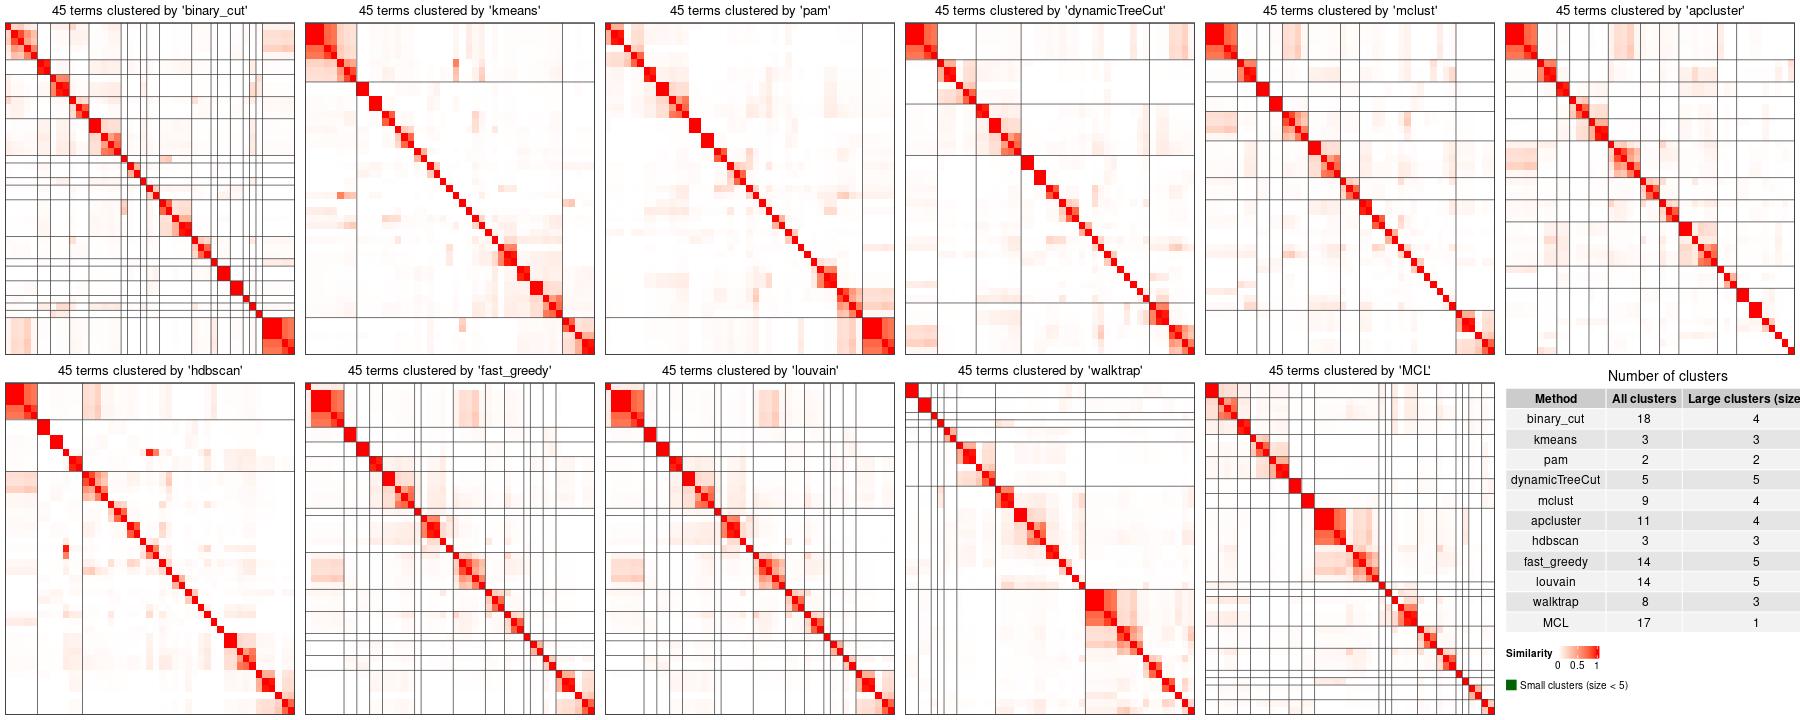 45 terms clustered by 'binary_cut'
45 terms clustered by 'kmeans'
45 terms clustered by 'pam'
45 terms clustered by 'dynamicTreeCut'
45 terms clustered by 'mclust'
45 terms clustered by 'apcluster'
45 terms clustered by 'hdbscan'
45 terms clustered by 'fast_greedy'
45 terms clustered by 'louvain'
45 terms clustered by 'walktrap'
45 terms clustered by 'MCL'
Number of clusters
Method All clusters Large clusters (size
binary_cut 18 4
kmeans 3 3
pam 2 2
dynamicTreeCut 5 5
mclust 9 4
apcluster 11 4
hdbscan 3 3
fast_greedy 14 5
louvain 14 5
walktrap 8 3
MCL 17 1
Similarity
0 0.5 1
Small clusters (size < 5)